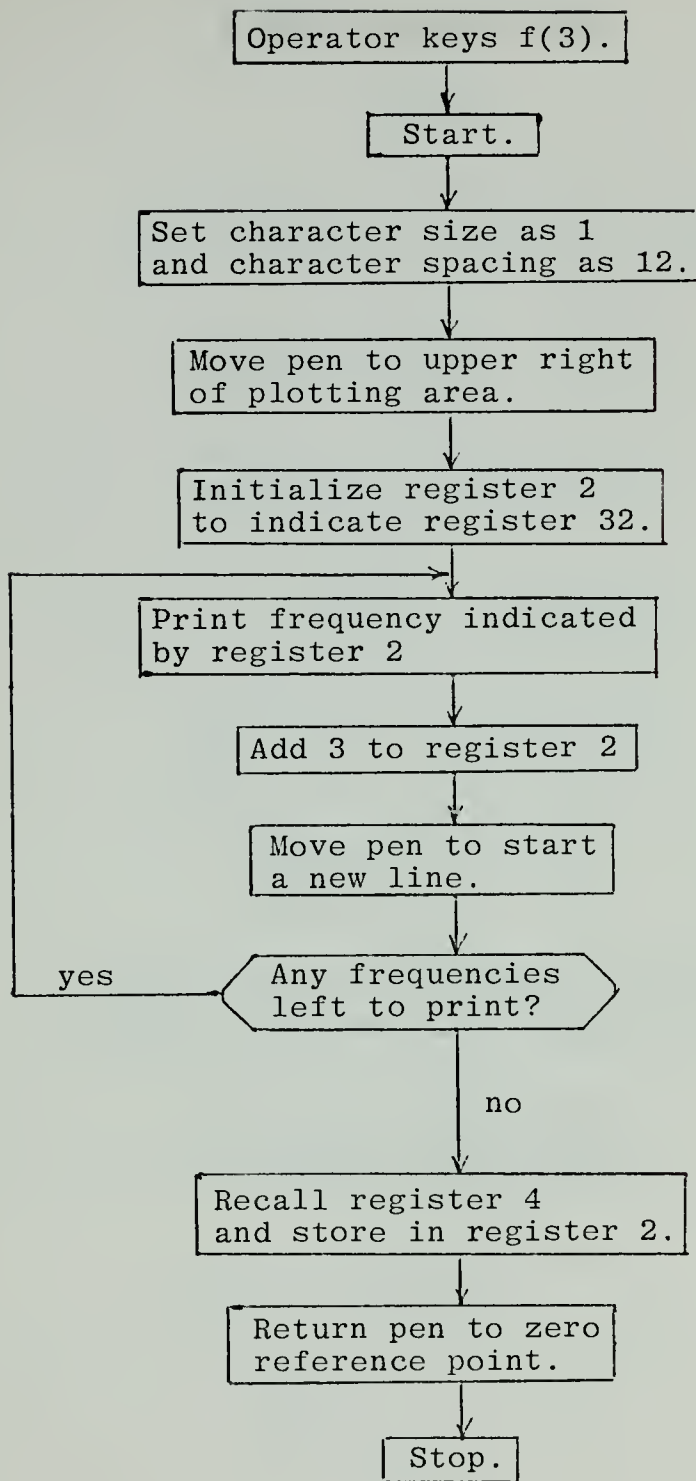 Operator keys f(3).
Start.
Set character size as 1
and character spacing as 12.
Move pen to upper right
of plotting area.
Initialize register 2
to indicate register 32.
Print frequency indicated
by register 2
Add 3 to register 2
Move pen to start
a new line.
yes
Any frequencies
left to print?
no
Recall register 4
and store in register 2.
Return pen to zero
reference point.
Stop.